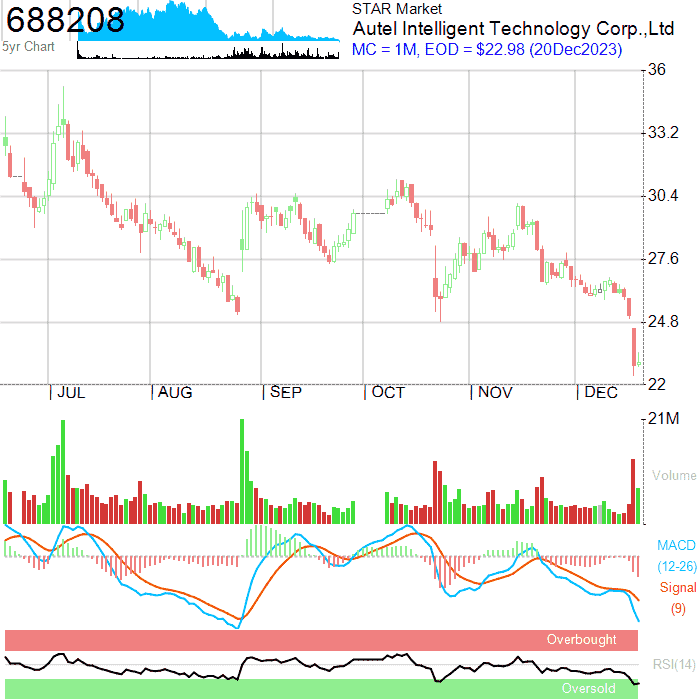 688208
5yr Chart
STAR Market
Autel Intelligent Technology Corp.,Ltd
MC = 1M, EOD = $22.98 (20Dec2023)
36
33.2
30.4
27.6
24.8
22
JUL AUG SEP OCT NOV DEC
21M
Volume
MACD
(12-26)
Signal
(9)
Overbought
RSI(14)
Oversold